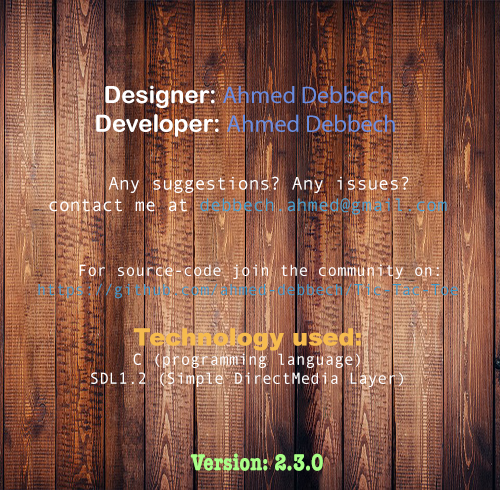 Designer: Ahmed Debbech
Developer: Ahmed Debbech
Any suggestions? Any issues?
contact me at debbech.ahmed@gmail.com
For source-code join the community on:
https://github.com/ahmed-debbech/Tic-Tac-Toe
Technology used:
C (programming language)
SDL1.2 (Simple DirectMedia Layer)
Version: 2.3.0